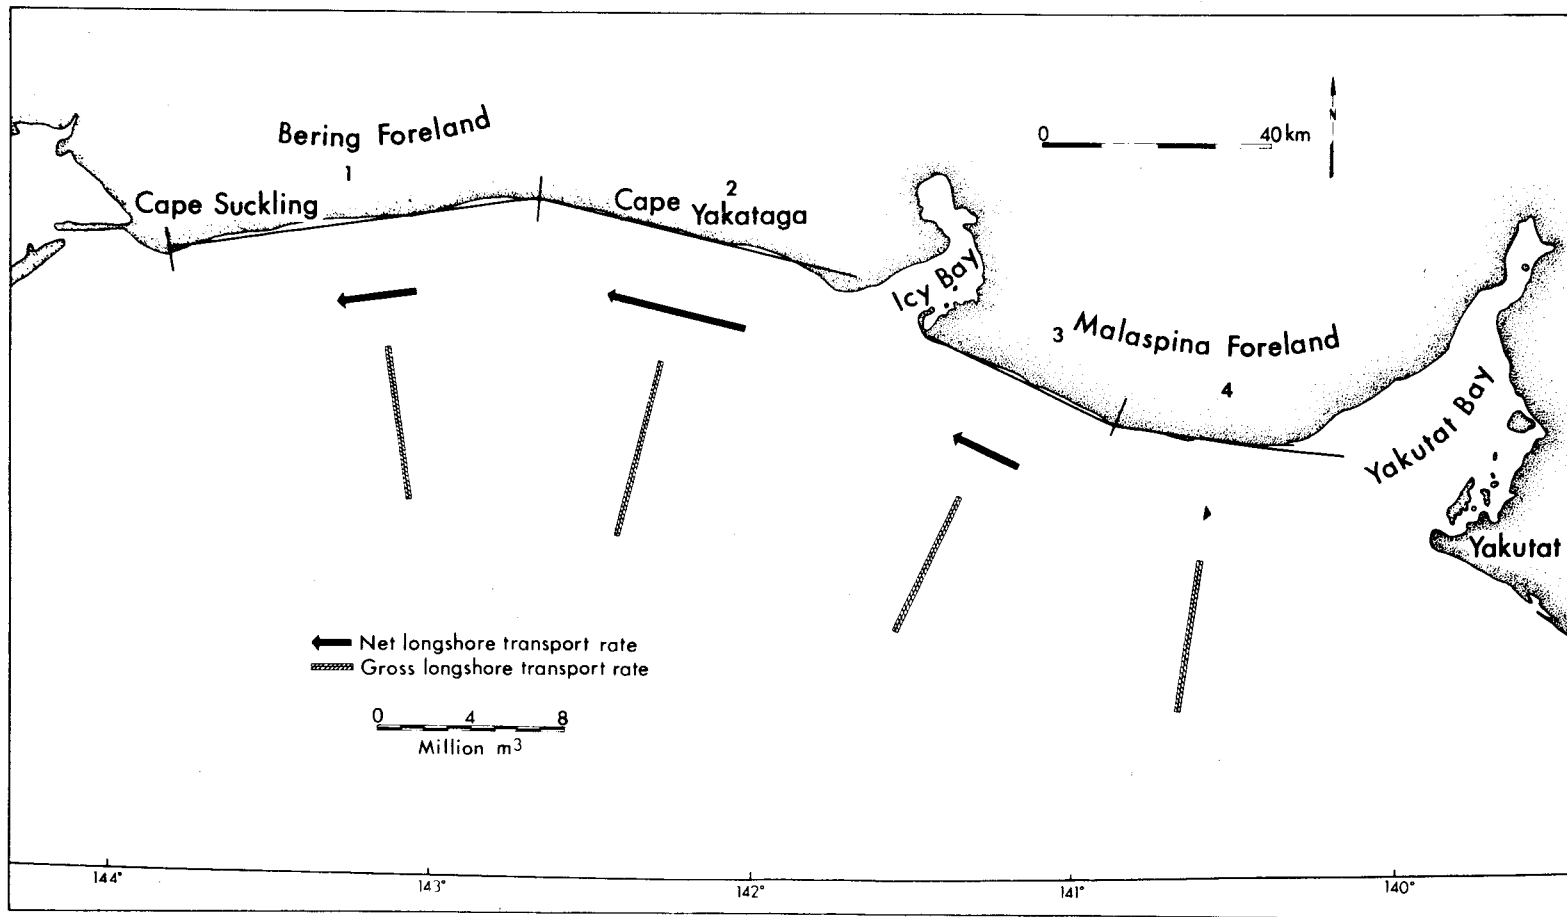 Bering Foreland
1
Cape Suckling
Cape 2
Yakataga
Icy Bay
0 40 km
N
3 Malaspina Foreland
4
Yakutat Bay
Yakutat
Net longshore transport rate
Gross longshore transport rate
0 4 8
Million m³
144° 143° 142° 141° 140°